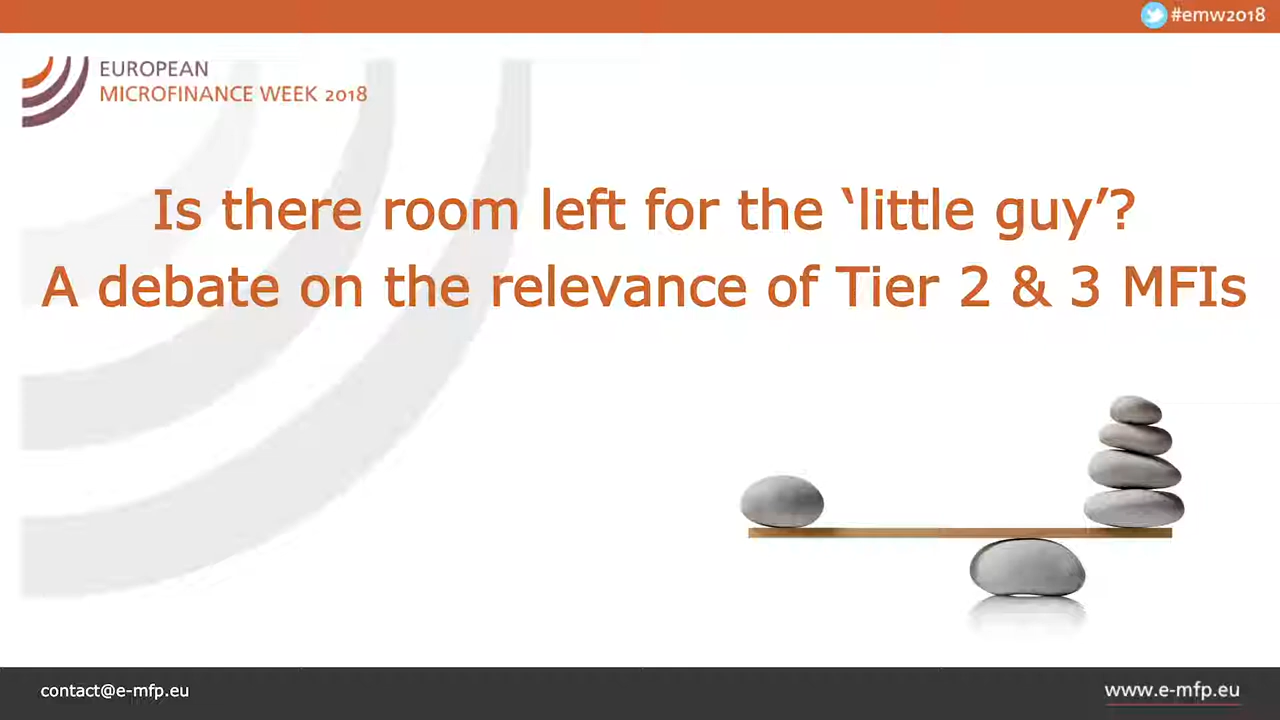 #emw2018
EUROPEAN
MICROFINANCE WEEK 2018
Is there room left for the ‘little guy’?
A debate on the relevance of Tier 2 & 3 MFIs
contact@e-mfp.eu
www.e-mfp.eu